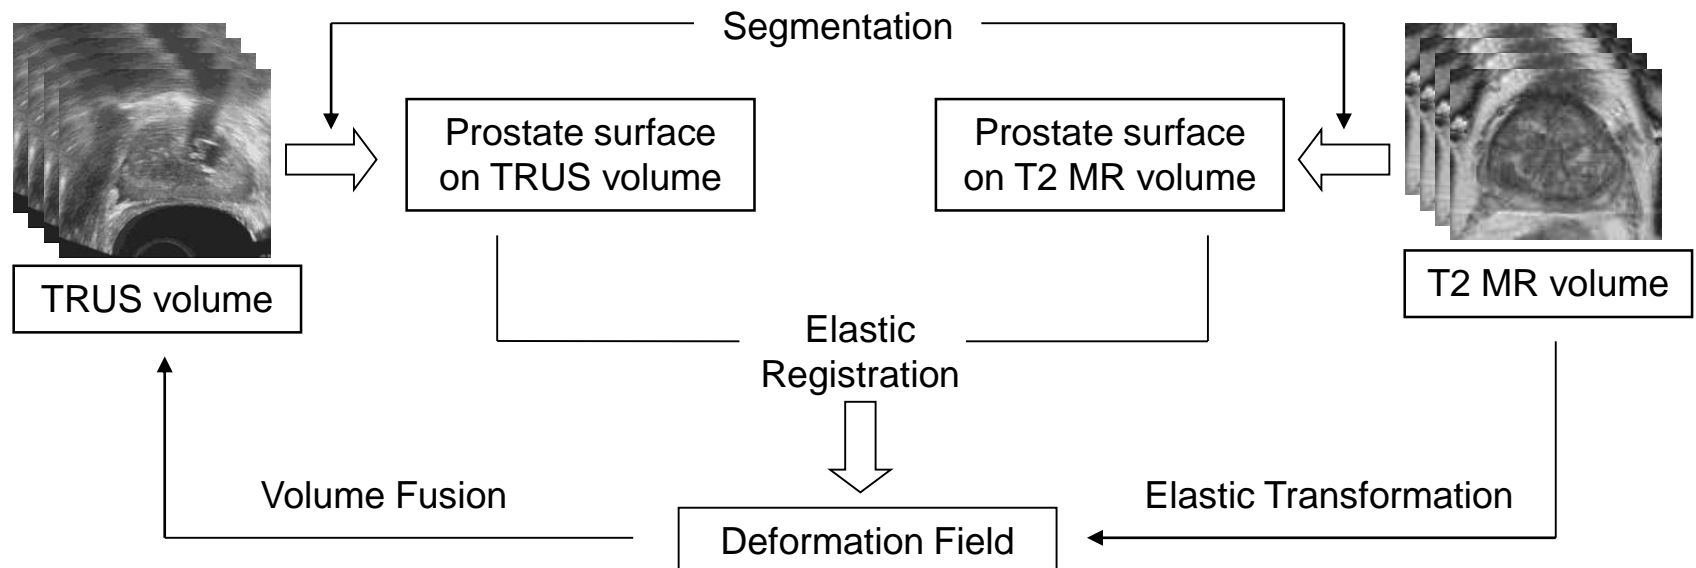 Segmentation
Prostate surface
on TRUS volume
Prostate surface
on T2 MR volume
TRUS volume
T2 MR volume
Elastic
Registration
Volume Fusion
Elastic Transformation
Deformation Field